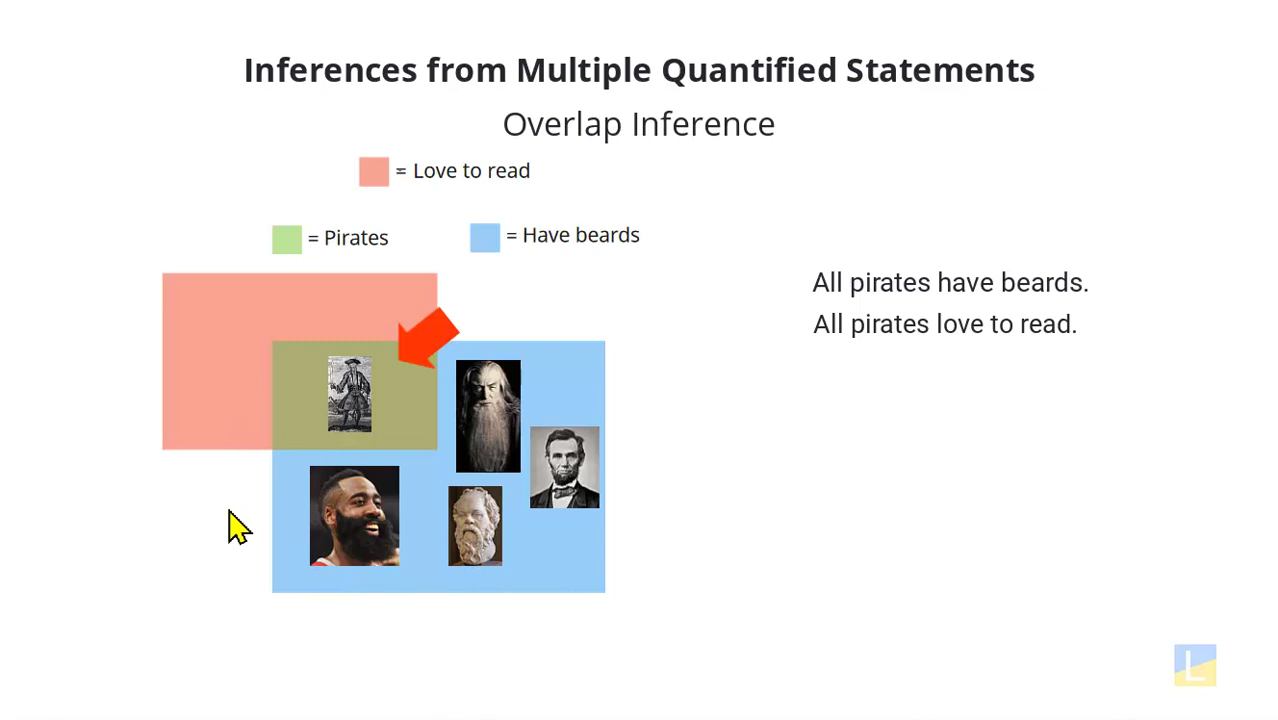 Inferences from Multiple Quantified Statements
Overlap Inference
= Love to read
= Pirates
= Have beards
All pirates have beards.
All pirates love to read.
L